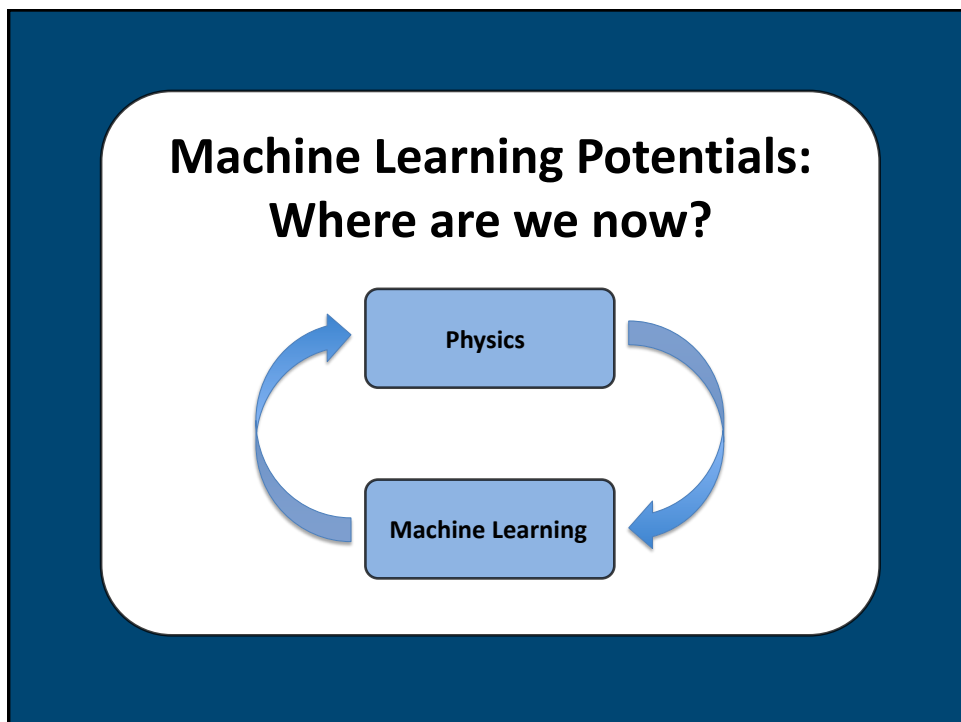 Machine Learning Potentials:
Where are we now?
Physics
Machine Learning